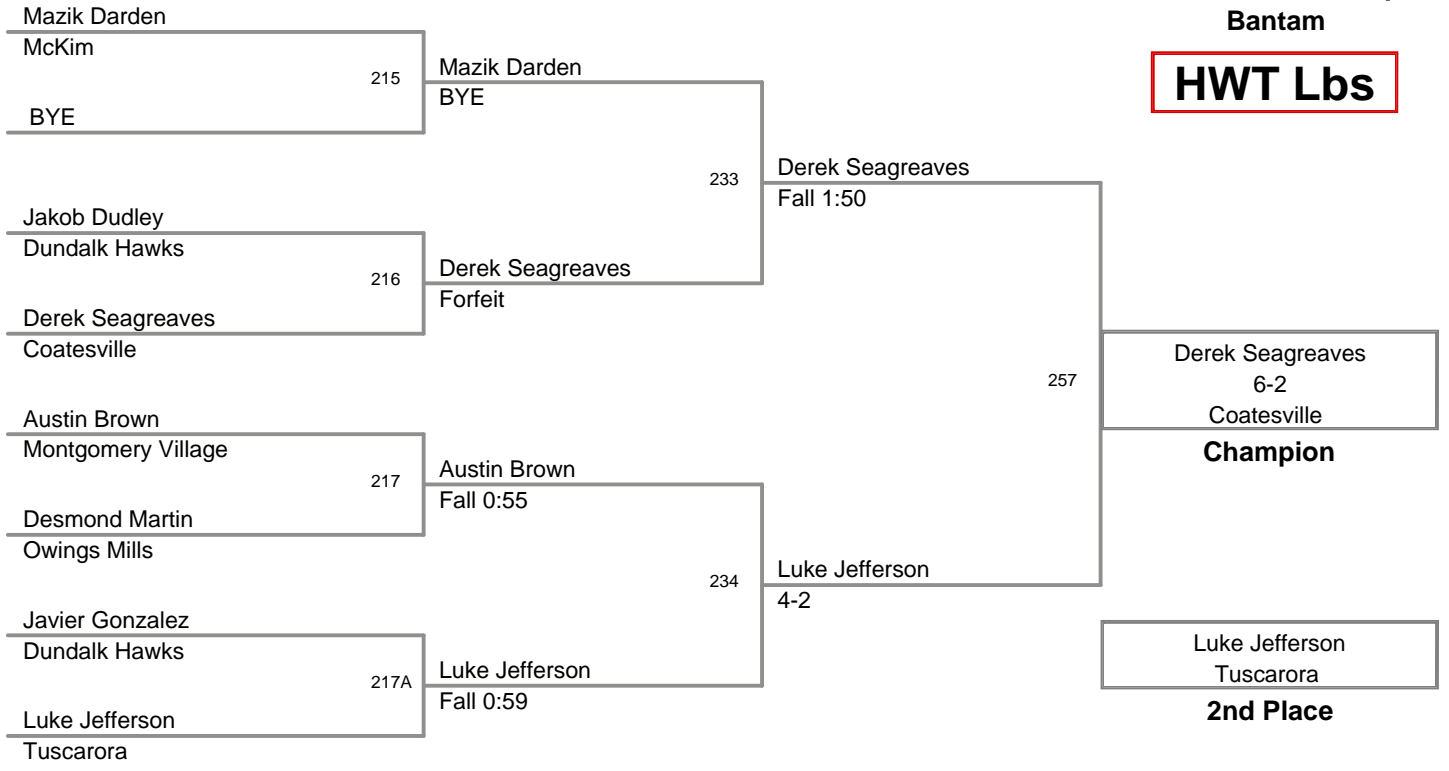 Bantam
HWT Lbs
Mazik Darden
McKim
215
BYE
Mazik Darden
BYE
Jakob Dudley
Dundalk Hawks
216
Derek Seagreaves
Coatesville
Derek Seagreaves
Forfeit
233
Derek Seagreaves
Fall 1:50
Austin Brown
Montgomery Village
217
Desmond Martin
Owings Mills
Austin Brown
Fall 0:55
Javier Gonzalez
Dundalk Hawks
217A
Luke Jefferson
Tuscarora
Luke Jefferson
Fall 0:59
234
Luke Jefferson
4-2
257
Derek Seagreaves
6-2
Coatesville
Champion
Luke Jefferson
Tuscarora
2nd Place